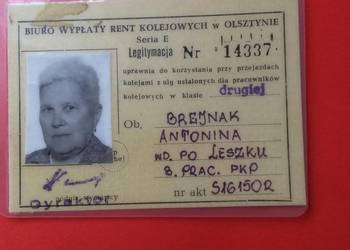 BIURO WYPŁATY RENT KOLEJOWYCH w OLSZTYNIE
Seria E
Legitymacja Nr 14337
uprawnia do korzystania przy przejazdach
kolejami z ulg ustalonych dla pracowników
kolejowych w klasie drugiej
Ob. BREJNAK
ANTONINA
WD. PO LESZKU
B. PRAC. PKP
nr akt S16150R
Dyrektor